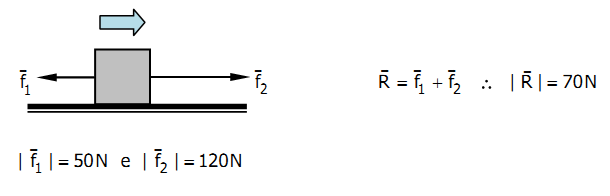 f̄₁
f̄₂
R̄ = f̄₁ + f̄₂ ∴ | R̄ | = 70N
| f̄₁ | = 50N e | f̄₂ | = 120N